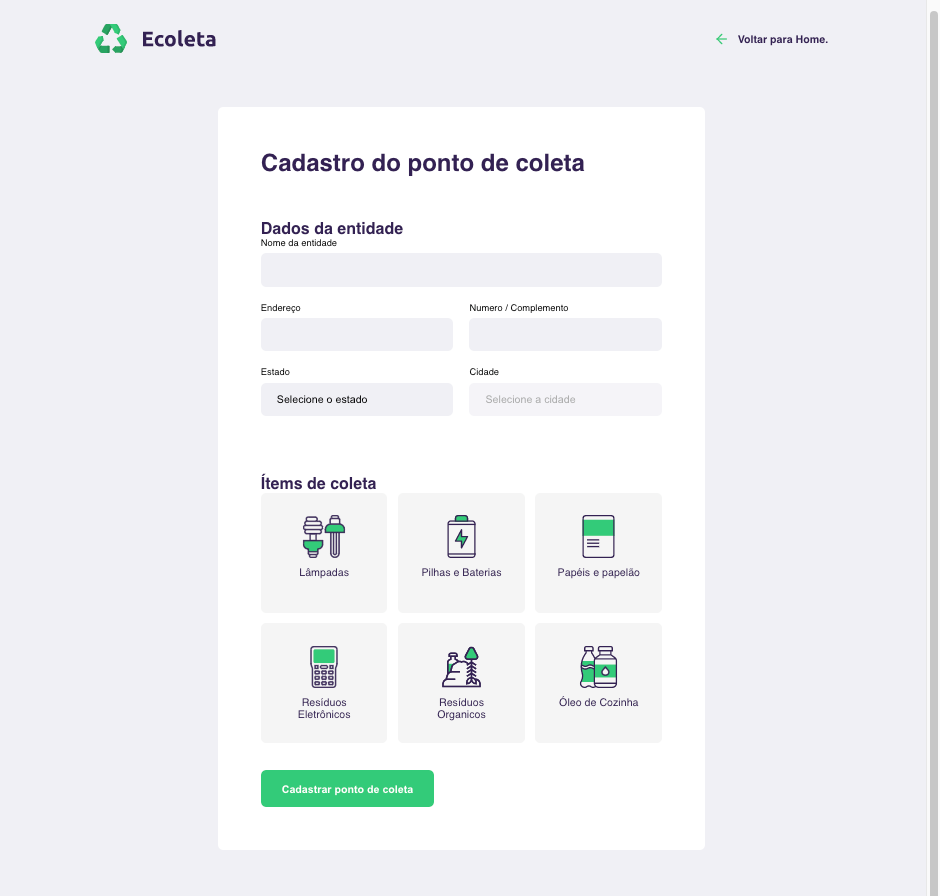 Ecoleta
Voltar para Home.
Cadastro do ponto de coleta
Dados da entidade
Nome da entidade
Endereço
Numero / Complemento
Estado
Cidade
Selecione o estado
Selecione a cidade
Ítems de coleta
Lâmpadas
Pilhas e Baterias
Papéis e papelão
Resíduos
Eletrônicos
Resíduos
Organicos
Óleo de Cozinha
Cadastrar ponto de coleta